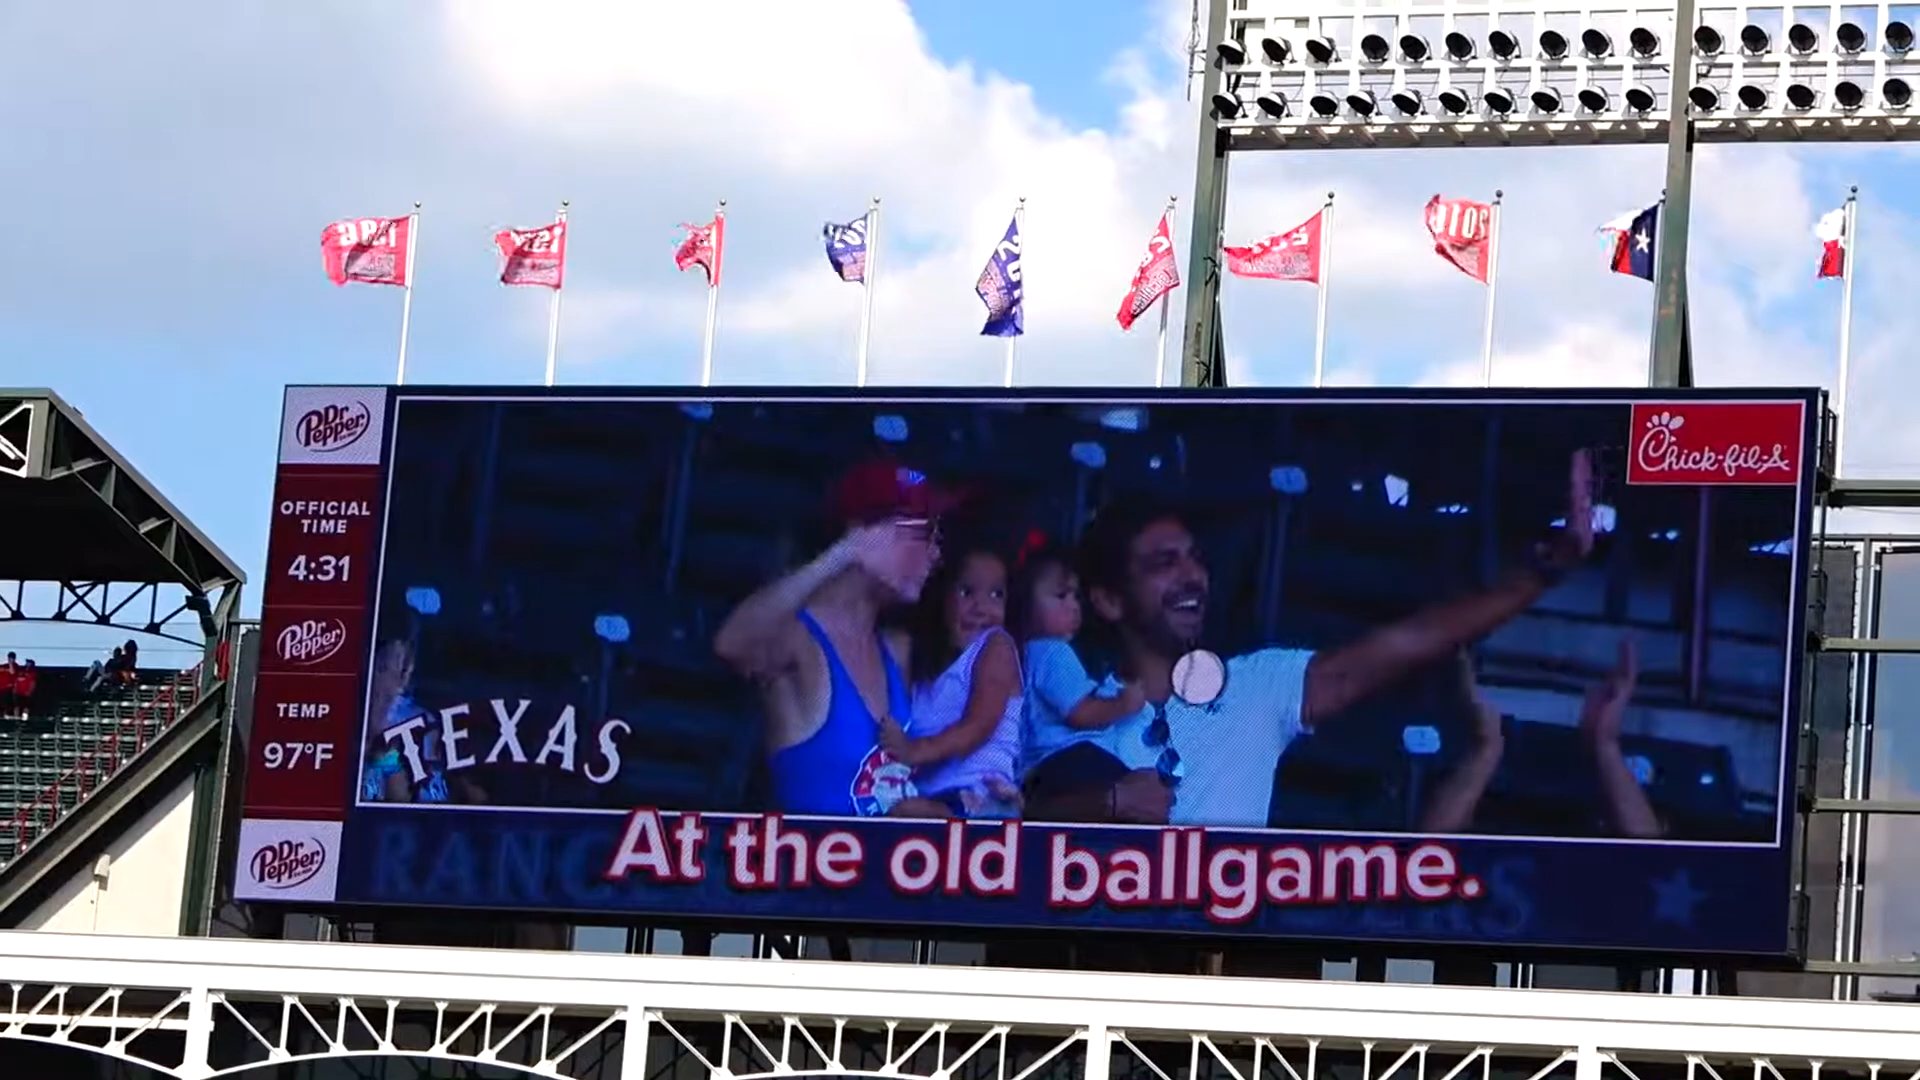 Dr Pepper
OFFICIAL
TIME
4:31
Dr Pepper
TEMP
97°F
Dr Pepper
Chick-fil-A
TEXAS
At the old ballgame.
2016